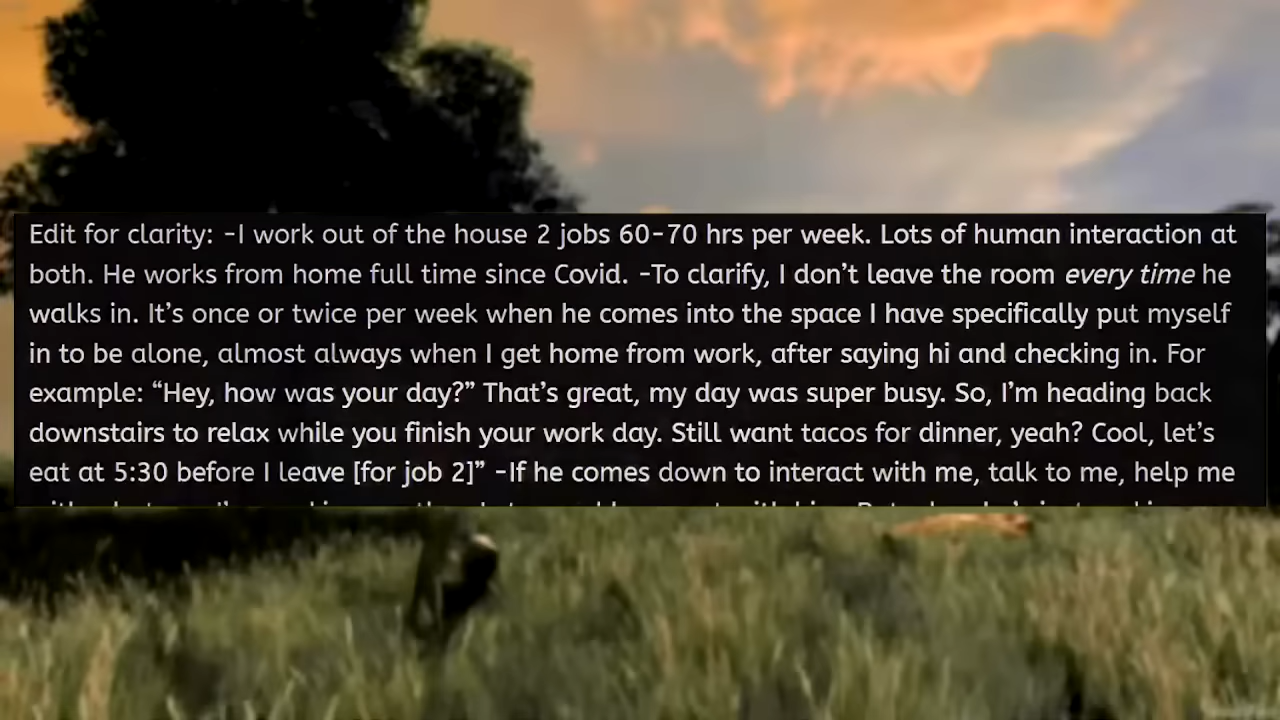 Edit for clarity: -I work out of the house 2 jobs 60-70 hrs per week. Lots of human interaction at
both. He works from home full time since Covid. -To clarify, I don’t leave the room every time he
walks in. It’s once or twice per week when he comes into the space I have specifically put myself
in to be alone, almost always when I get home from work, after saying hi and checking in. For
example: “Hey, how was your day?” That’s great, my day was super busy. So, I’m heading back
downstairs to relax while you finish your work day. Still want tacos for dinner, yeah? Cool, let’s
eat at 5:30 before I leave [for job 2]” -If he comes down to interact with me, talk to me, help me